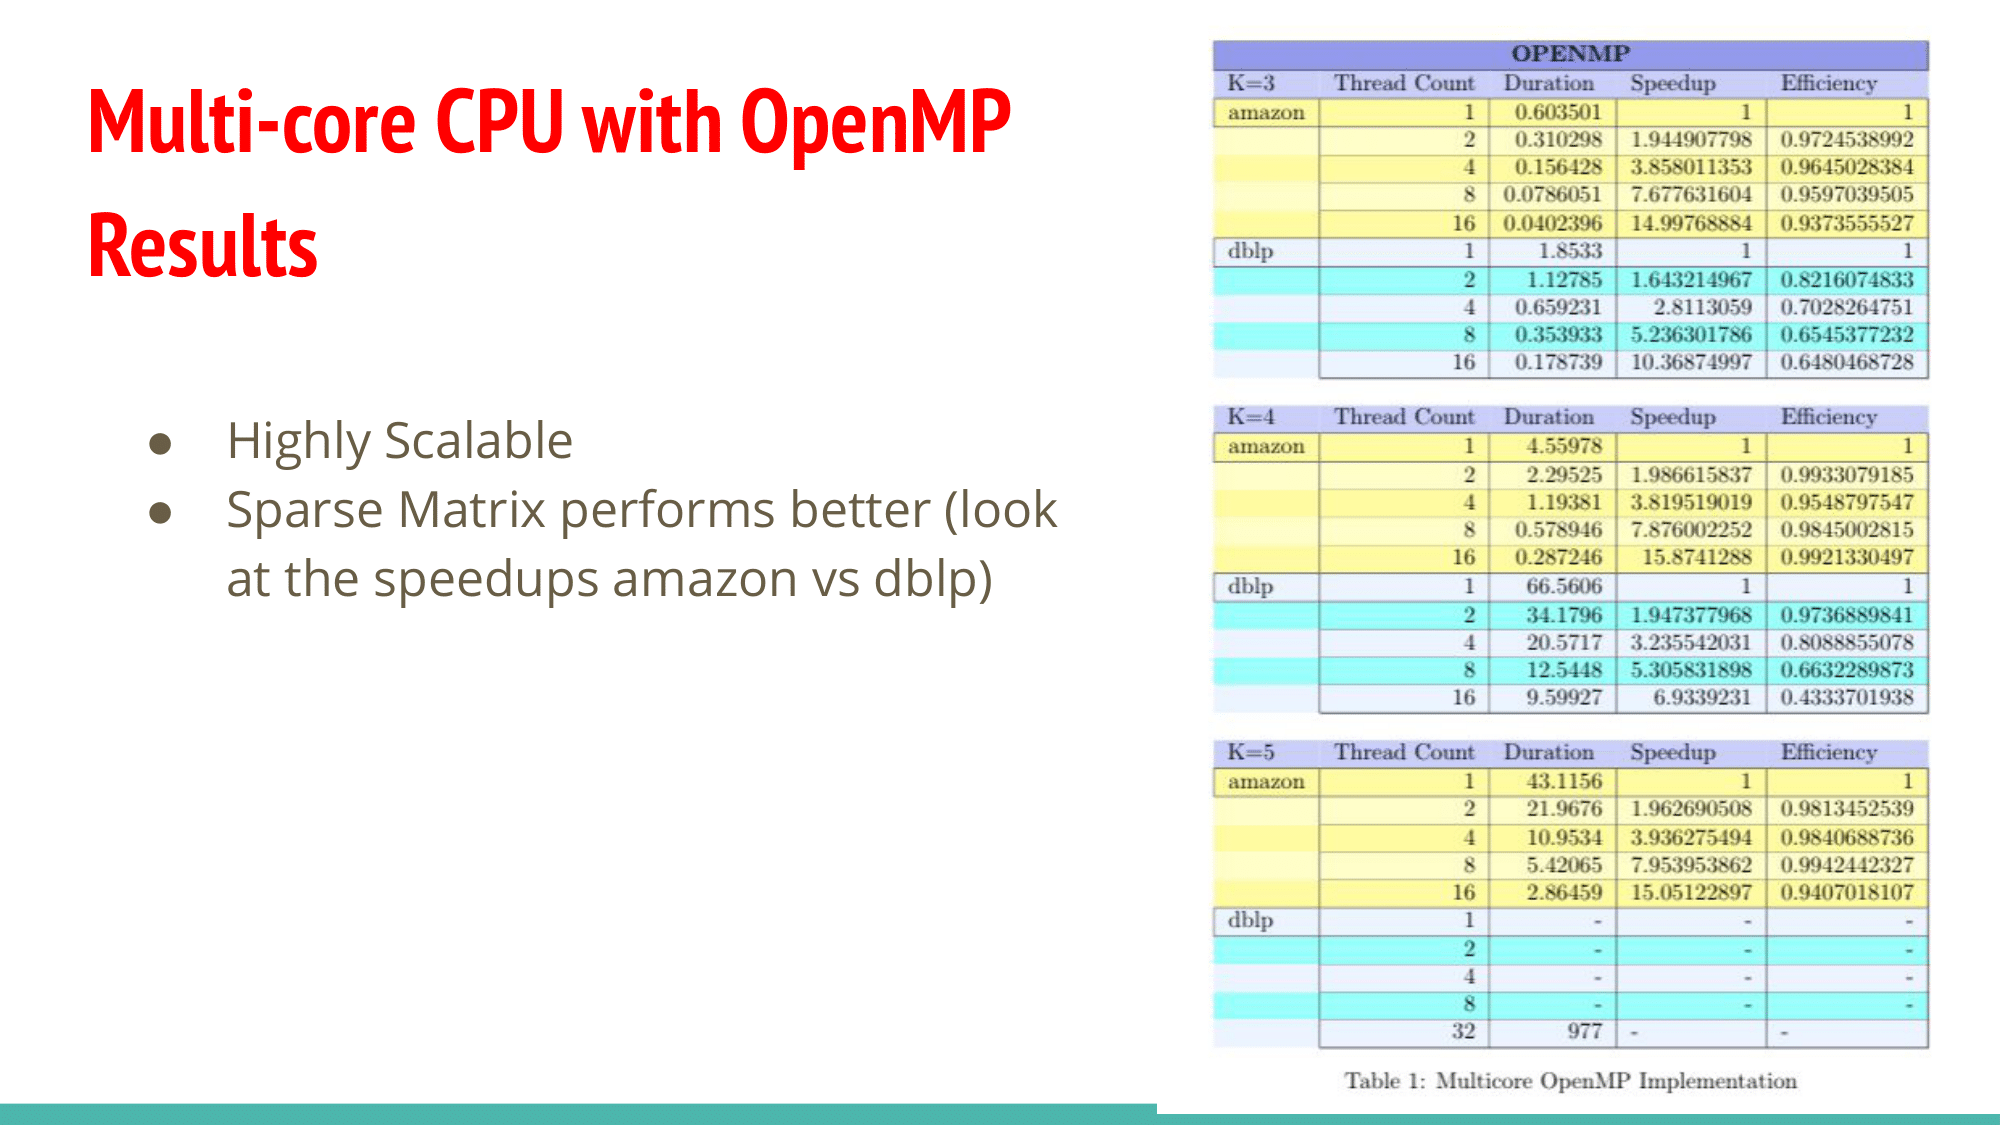 Multi-core CPU with OpenMP
Results
● Highly Scalable
● Sparse Matrix performs better (look
at the speedups amazon vs dblp)
OPENMP
K=3 Thread Count Duration Speedup Efficiency
amazon 1 0.603501 1 1
2 0.310298 1.944907798 0.9724538992
4 0.156428 3.858011353 0.9645028384
8 0.0786051 7.677631604 0.9597039505
16 0.0402396 14.99768884 0.9373555527
dblp 1 1.8533 1 1
2 1.12785 1.643214967 0.8216074833
4 0.659231 2.8113059 0.7028264751
8 0.353933 5.236301786 0.6545377232
16 0.178739 10.36874997 0.6480468728
K=4 Thread Count Duration Speedup Efficiency
amazon 1 4.55978 1 1
2 2.29525 1.986615837 0.9933079185
4 1.19381 3.819519019 0.9548797547
8 0.578946 7.876002252 0.9845002815
16 0.287246 15.8741288 0.9921330497
dblp 1 66.5606 1 1
2 34.1796 1.947377968 0.9736889841
4 20.5717 3.235542031 0.8088855078
8 12.5448 5.305831898 0.6632289873
16 9.59927 6.9339231 0.4333701938
K=5 Thread Count Duration Speedup Efficiency
amazon 1 43.1156 1 1
2 21.9676 1.962690508 0.9813452539
4 10.9534 3.936275494 0.9840688736
8 5.42065 7.953953862 0.9942442327
16 2.86459 15.05122897 0.9407018107
dblp 1 - - -
2 - - -
4 - - -
8 - - -
32 977 - -
Table 1: Multicore OpenMP Implementation